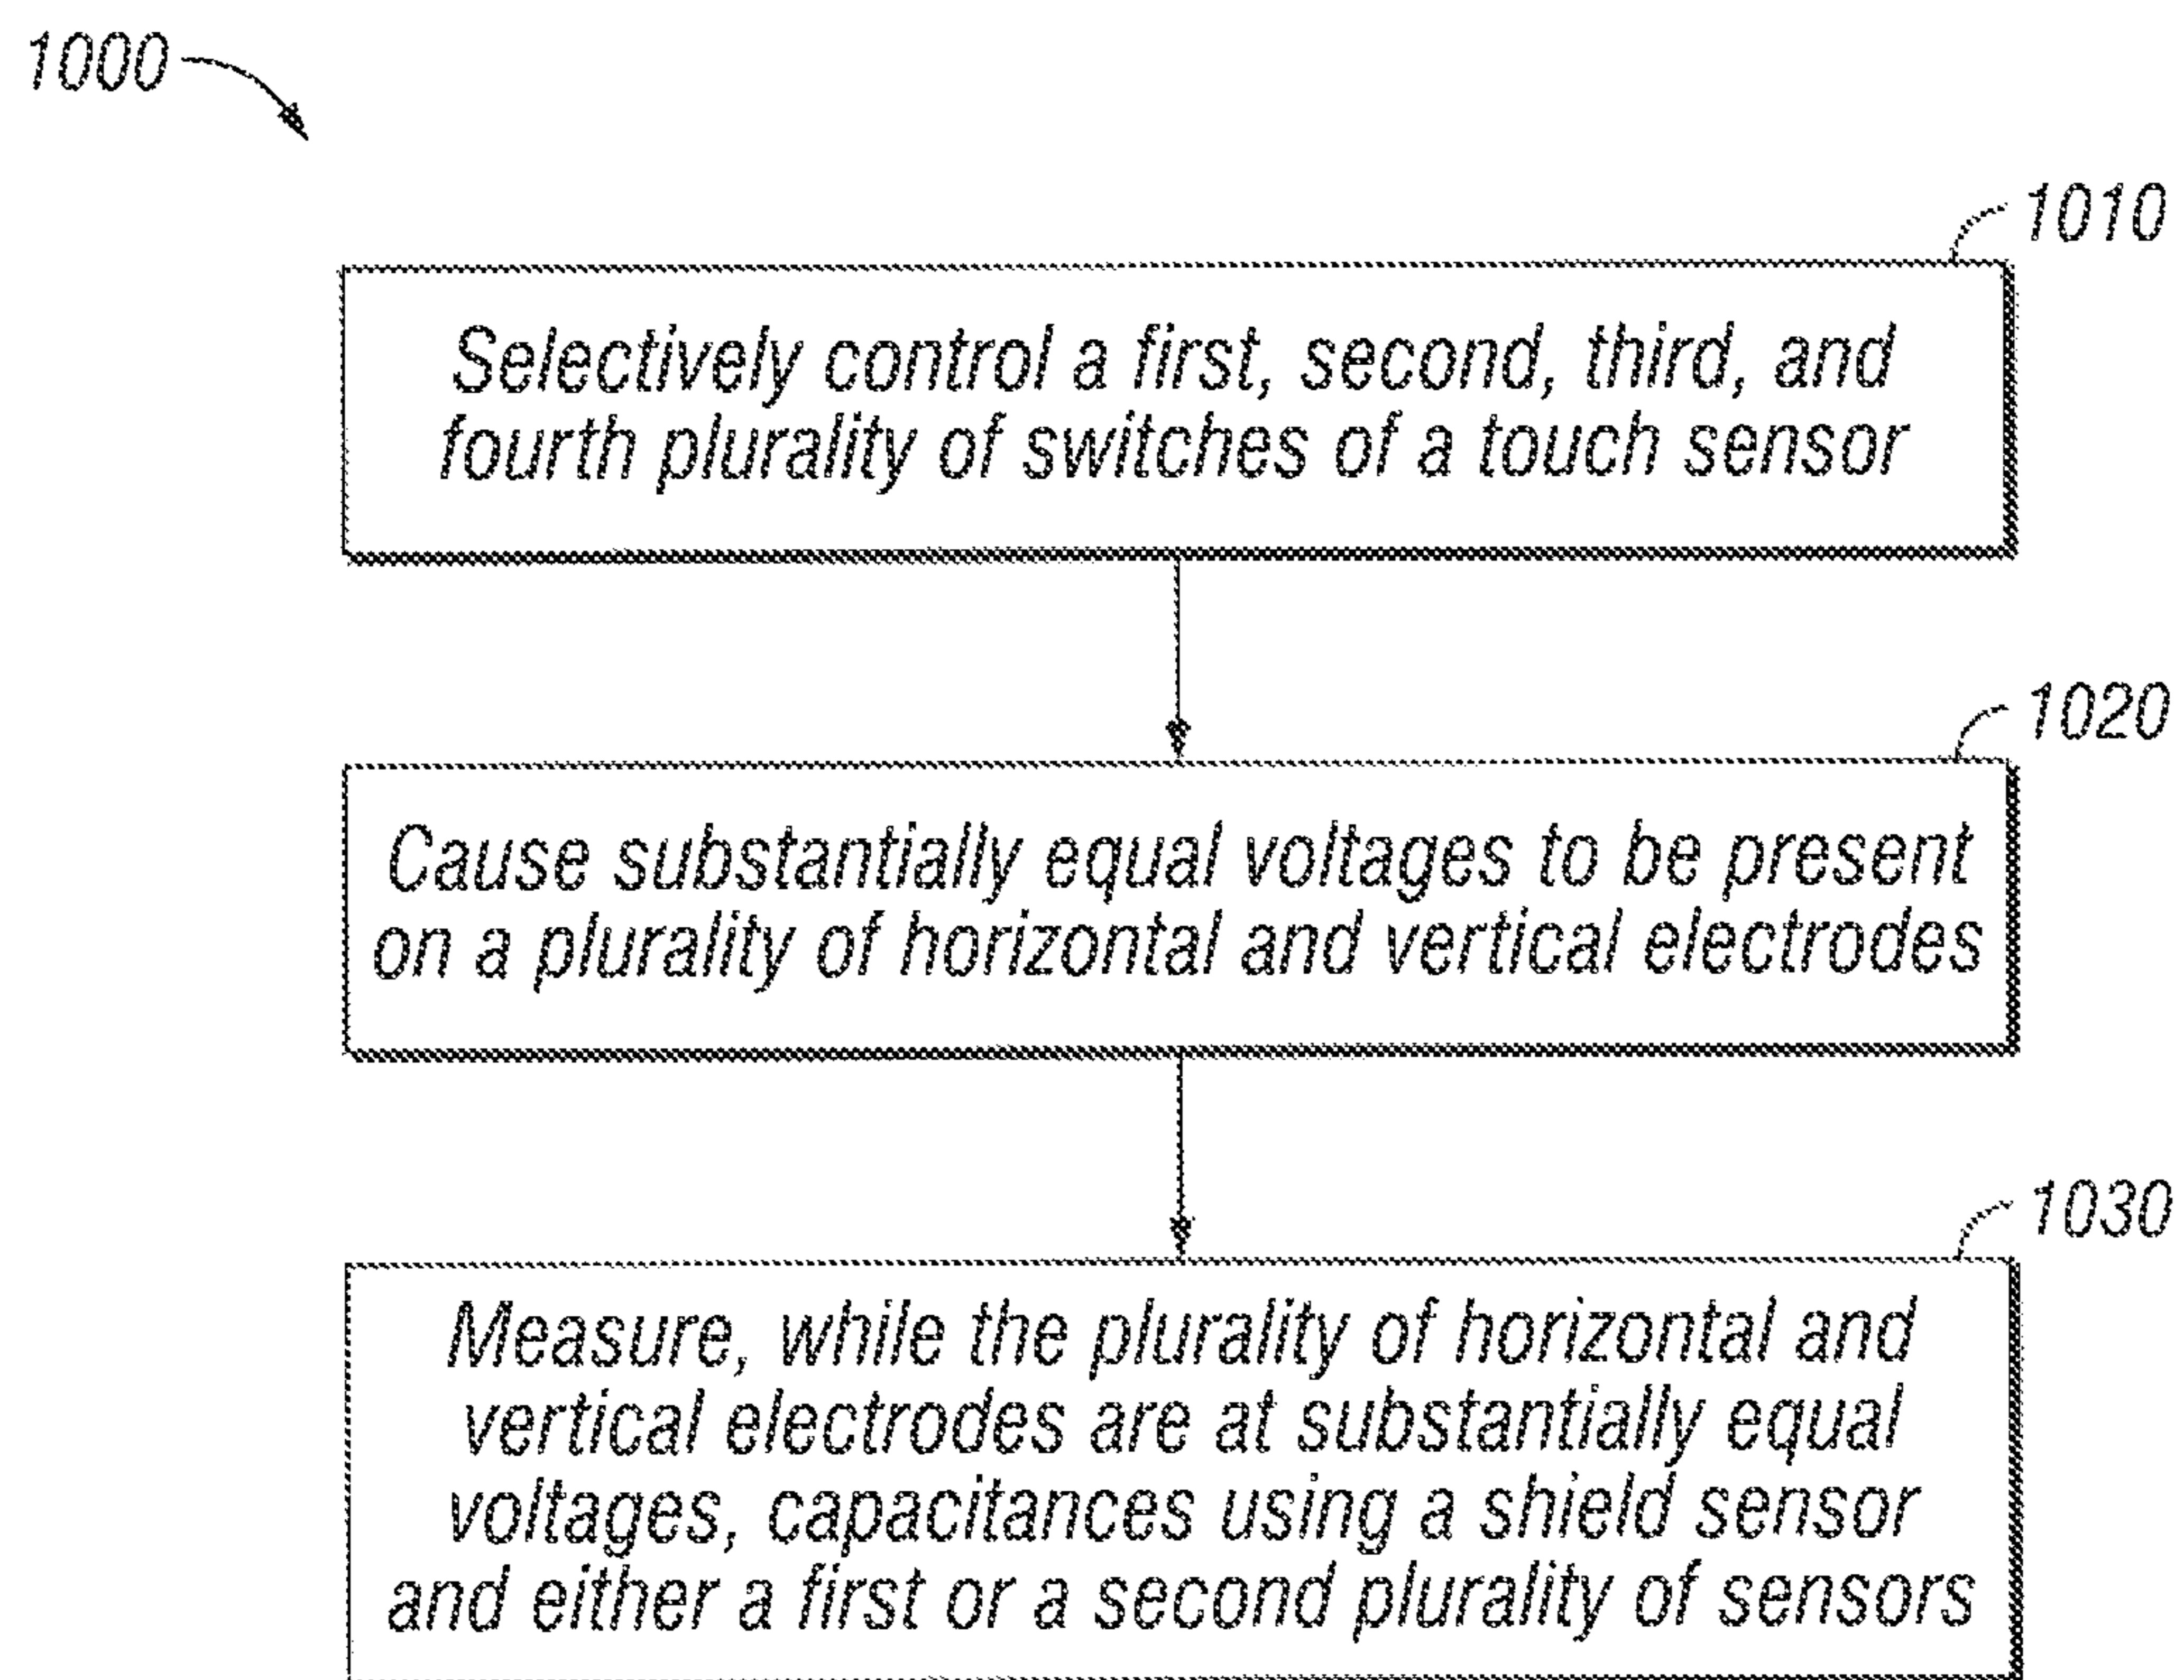 1000
1010
Selectively control a first, second, third, and
fourth plurality of switches of a touch sensor
1020
Cause substantially equal voltages to be present
on a plurality of horizontal and vertical electrodes
1030
Measure, while the plurality of horizontal and
vertical electrodes are at substantially equal
voltages, capacitances using a shield sensor
and either a first or a second plurality of sensors